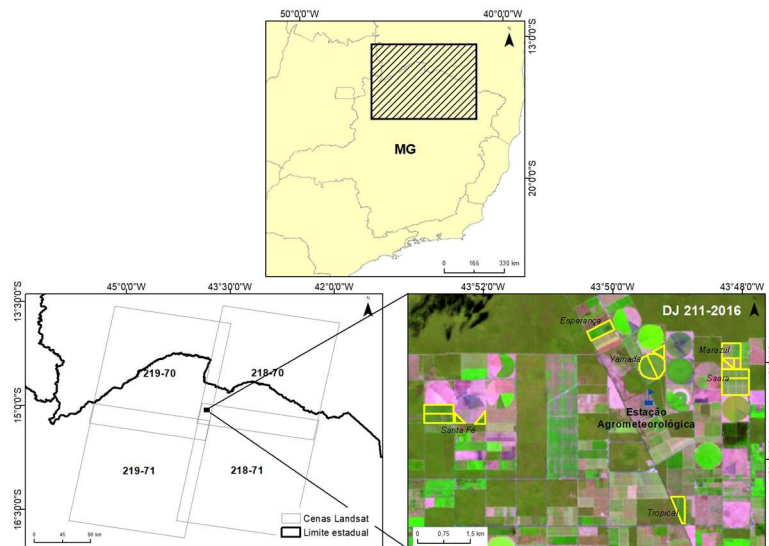 50°0'0"O 40°0'0"O
N
13°0'0"S
MG
20°0'0"S
0 165 330 km
45°0'0"O 43°30'0"O 42°0'0"O
13°30'0"S
N
219-70 218-70
15°0'0"S
219-71 218-71
16°30'0"S
0 45 90 km
Cenas Landsat
Limite estadual
43°52'0"O 43°50'0"O 43°48'0"O
DJ 211-2016
N
Esperança
Yamada
Marazul
Saara
Estação
Agrometeorológica
Santa Fé
Tropical
0 0,75 1,5 km